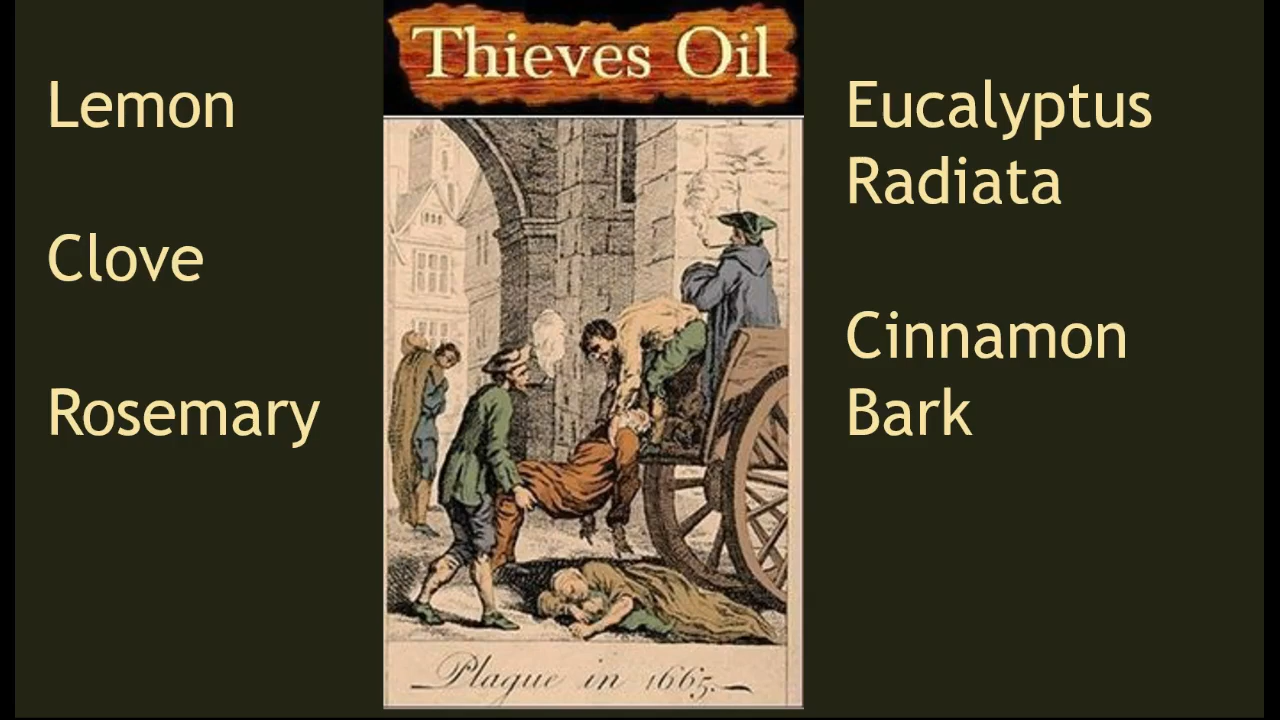 Thieves Oil
Lemon
Clove
Rosemary
Eucalyptus
Radiata
Cinnamon
Bark
Plague in 1665.